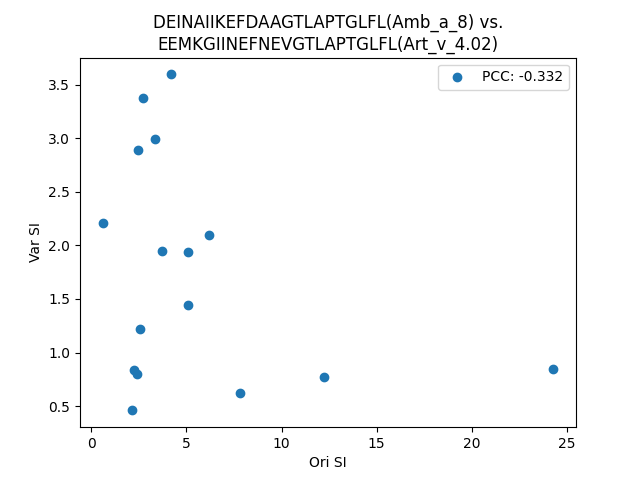 DEINAIIKEFDAAGTLAPTGLFL(Amb_a_8) vs.
EEMKGIINEFNEVGTLAPTGLFL(Art_v_4.02)
PCC: -0.332
3.5
3.0
2.5
2.0
1.5
1.0
0.5
Var SI
0 5 10 15 20 25
Ori SI